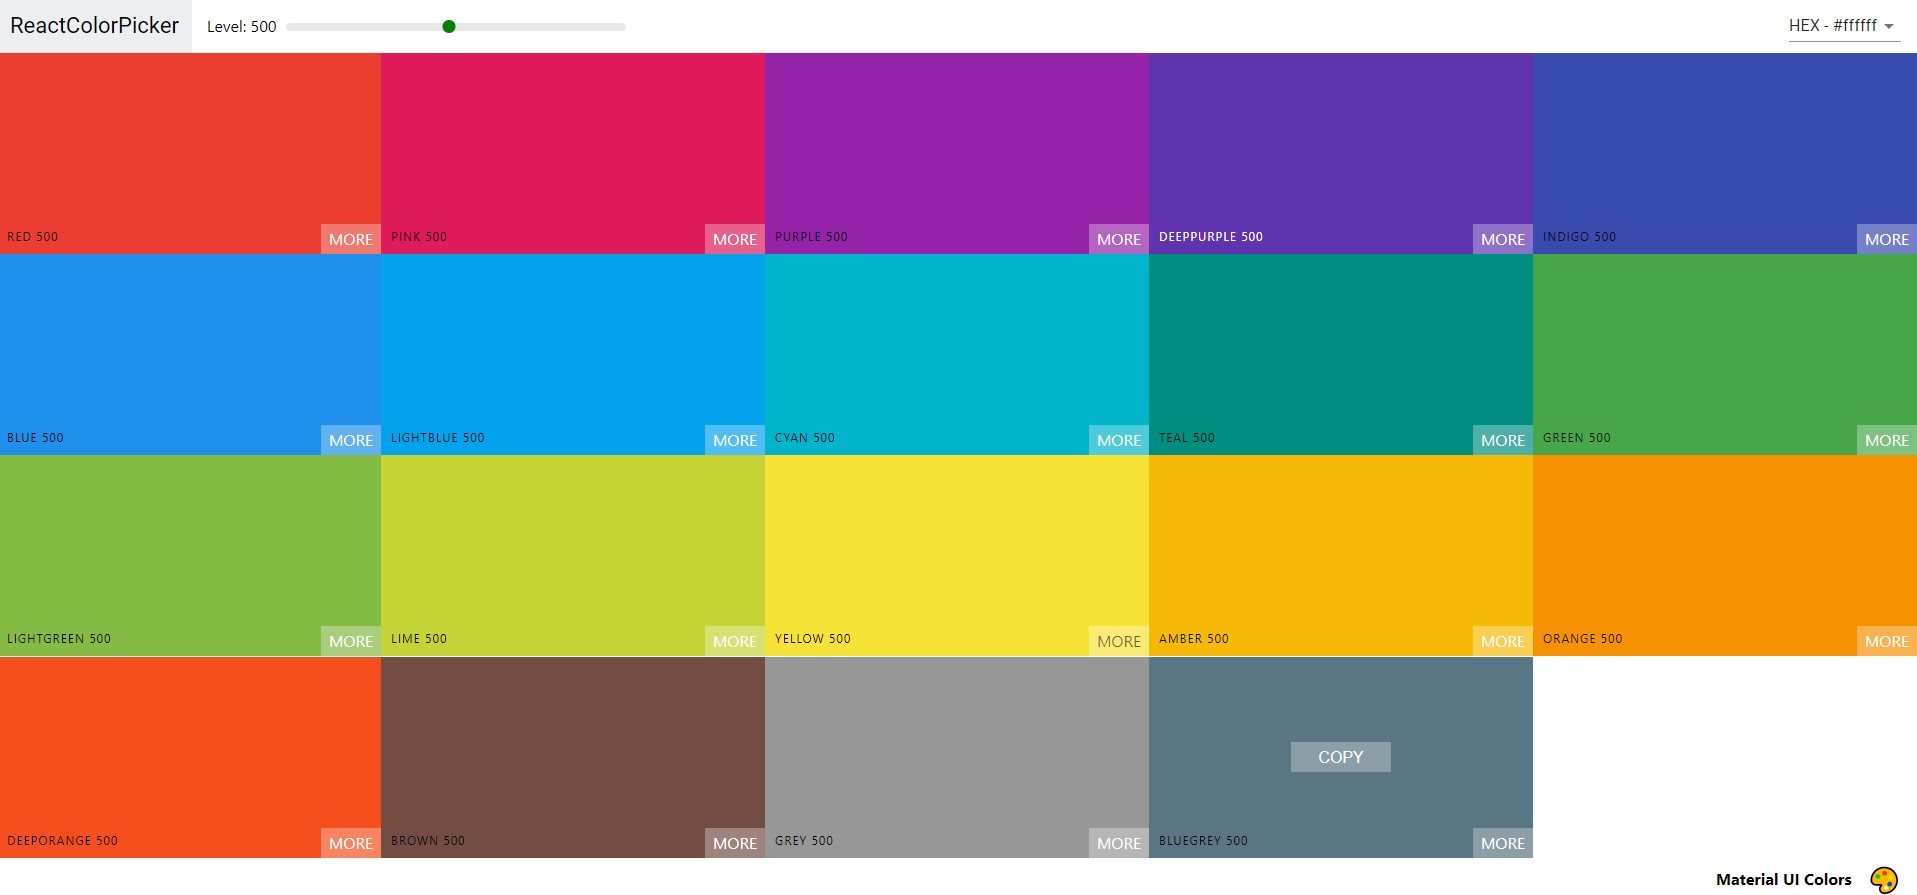 ReactColorPicker
Level: 500
HEX - #ffffff
RED 500
MORE
PINK 500
MORE
PURPLE 500
MORE
DEEPPURPLE 500
MORE
INDIGO 500
MORE
BLUE 500
MORE
LIGHTBLUE 500
MORE
CYAN 500
MORE
TEAL 500
MORE
GREEN 500
MORE
LIGHTGREEN 500
MORE
LIME 500
MORE
YELLOW 500
MORE
AMBER 500
MORE
ORANGE 500
MORE
DEEPORANGE 500
MORE
BROWN 500
MORE
GREY 500
MORE
COPY
BLUEGREY 500
MORE
Material UI Colors